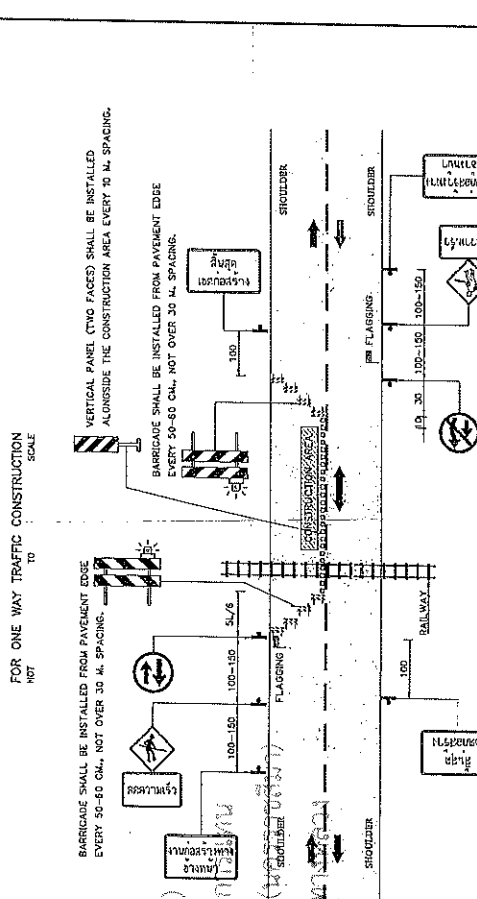 FOR ONE WAY TRAFFIC CONSTRUCTION
NOT TO SCALE
VERTICAL PANEL (TWO FACES) SHALL BE INSTALLED
ALONGSIDE THE CONSTRUCTION AREA EVERY 10 M. SPACING.
BARRICADE SHALL BE INSTALLED FROM PAVEMENT EDGE
EVERY 50-60 CM., NOT OVER 30 M. SPACING.
BARRICADE SHALL BE INSTALLED FROM PAVEMENT EDGE
EVERY 50-60 CM., NOT OVER 30 M. SPACING.
ลดความเร็ว
งานก่อสร้างทาง
ข้างหน้า
สิ้นสุด
เขตก่อสร้าง
100-150
100-150
5L/6
100
FLAGGING
SHOULDER
SHOULDER
CONSTRUCTION AREA
SHOULDER
SHOULDER
RAILWAY
FLAGGING
100
10
30
100-150
100-150
สิ้นสุด